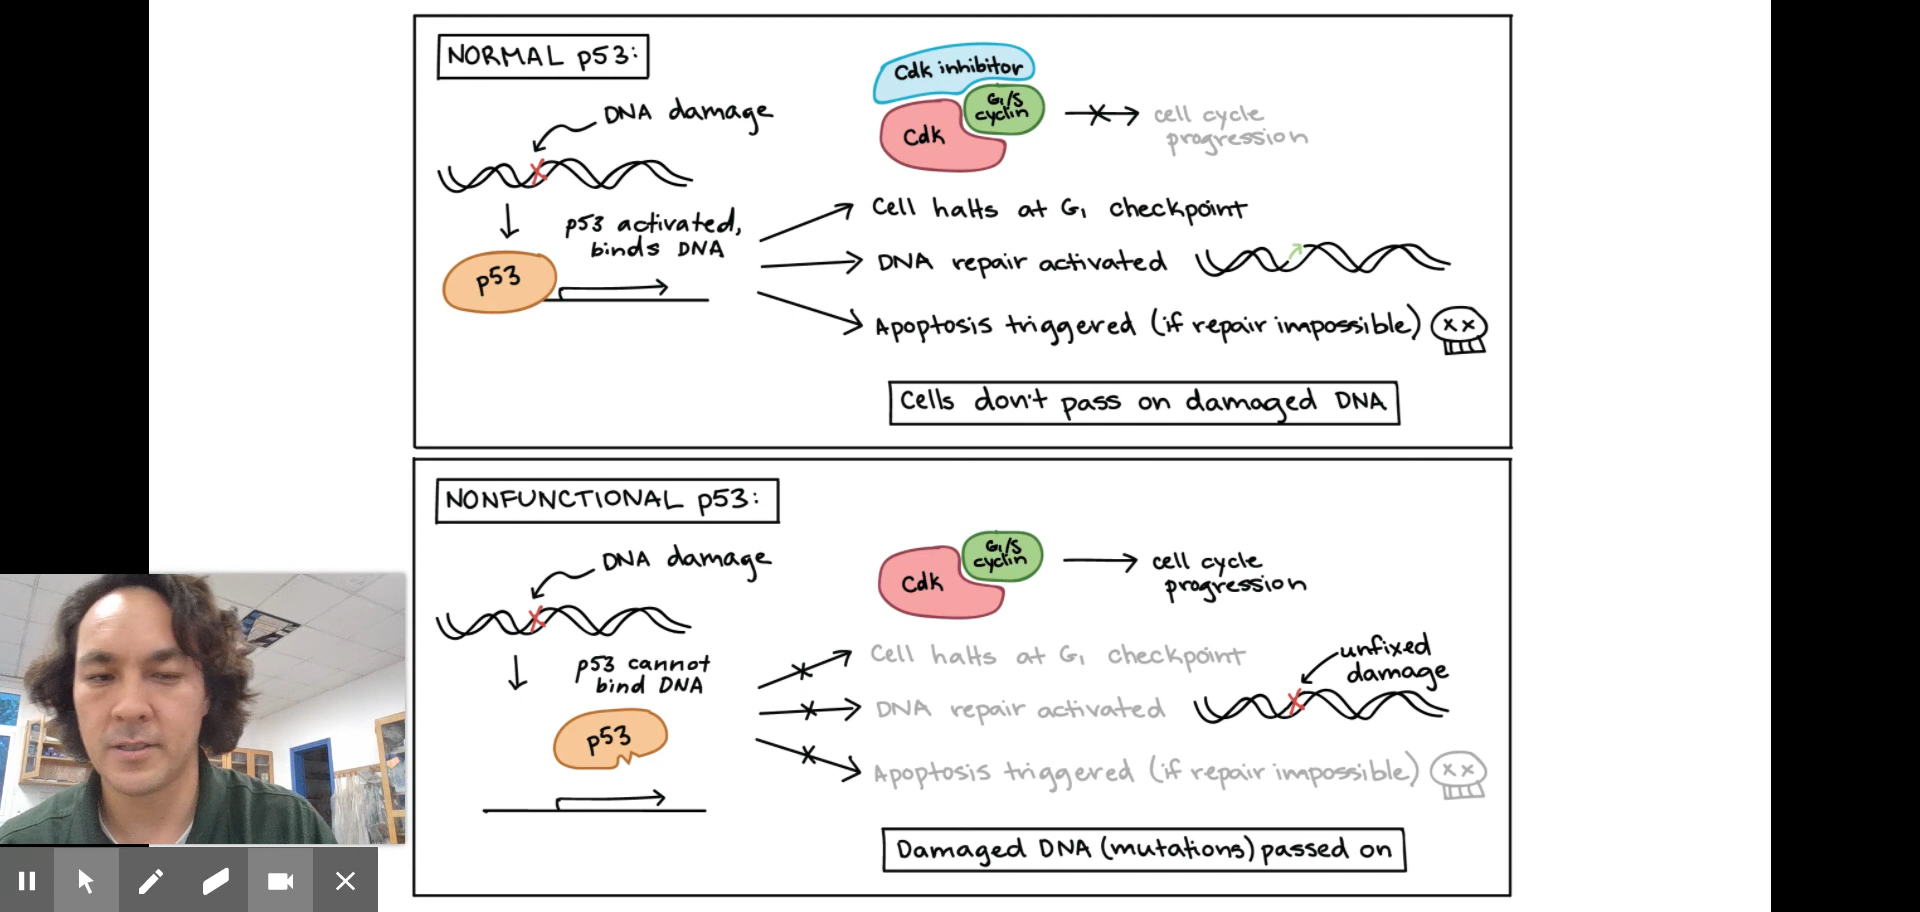 NORMAL p53:
DNA damage
p53 activated,
binds DNA
p53
Cdk inhibitor
G₁/S
cyclin
Cdk
cell cycle
progression
Cell halts at G₁ checkpoint
DNA repair activated
Apoptosis triggered (if repair impossible)
Cells don't pass on damaged DNA
NONFUNCTIONAL p53:
DNA damage
p53 cannot
bind DNA
p53
G₁/S
cyclin
Cdk
cell cycle
progression
Cell halts at G₁ checkpoint
unfixed
damage
DNA repair activated
Apoptosis triggered (if repair impossible)
Damaged DNA (mutations) passed on